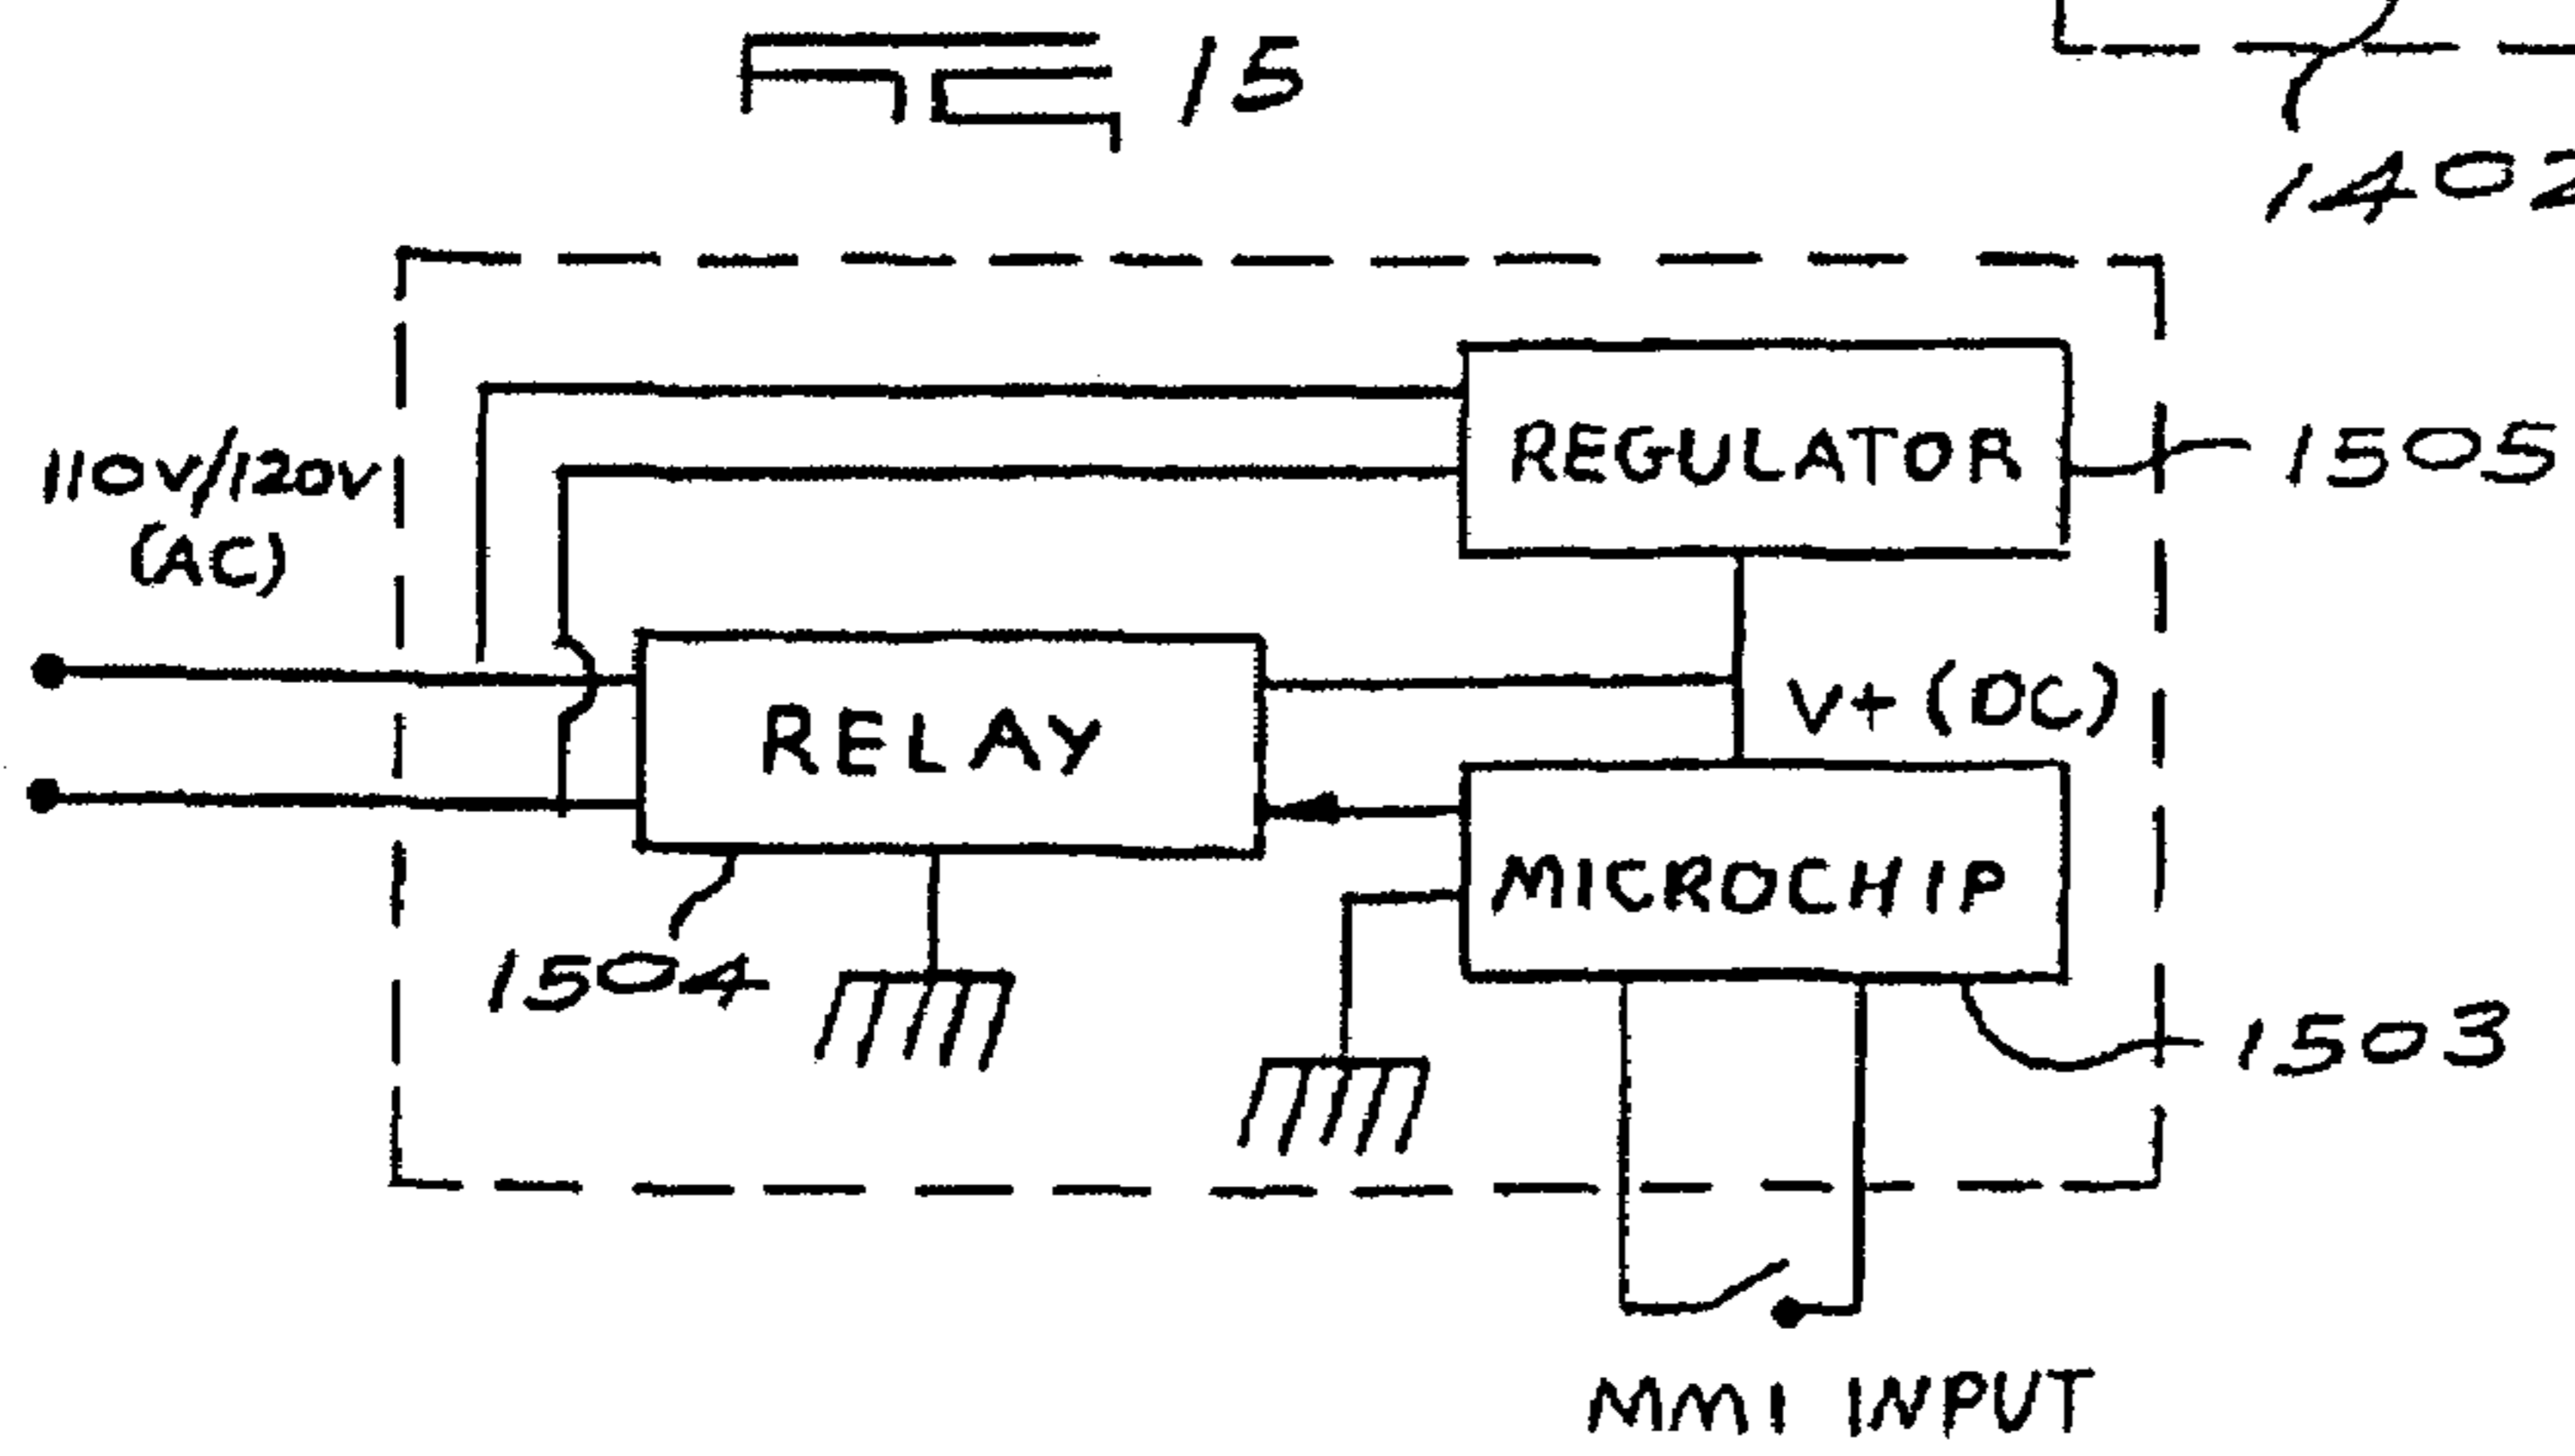 FIG 15
1402
110V/120V
(AC)
REGULATOR
1505
RELAY
V+ (DC)
MICROCHIP
1504
1503
MMI INPUT